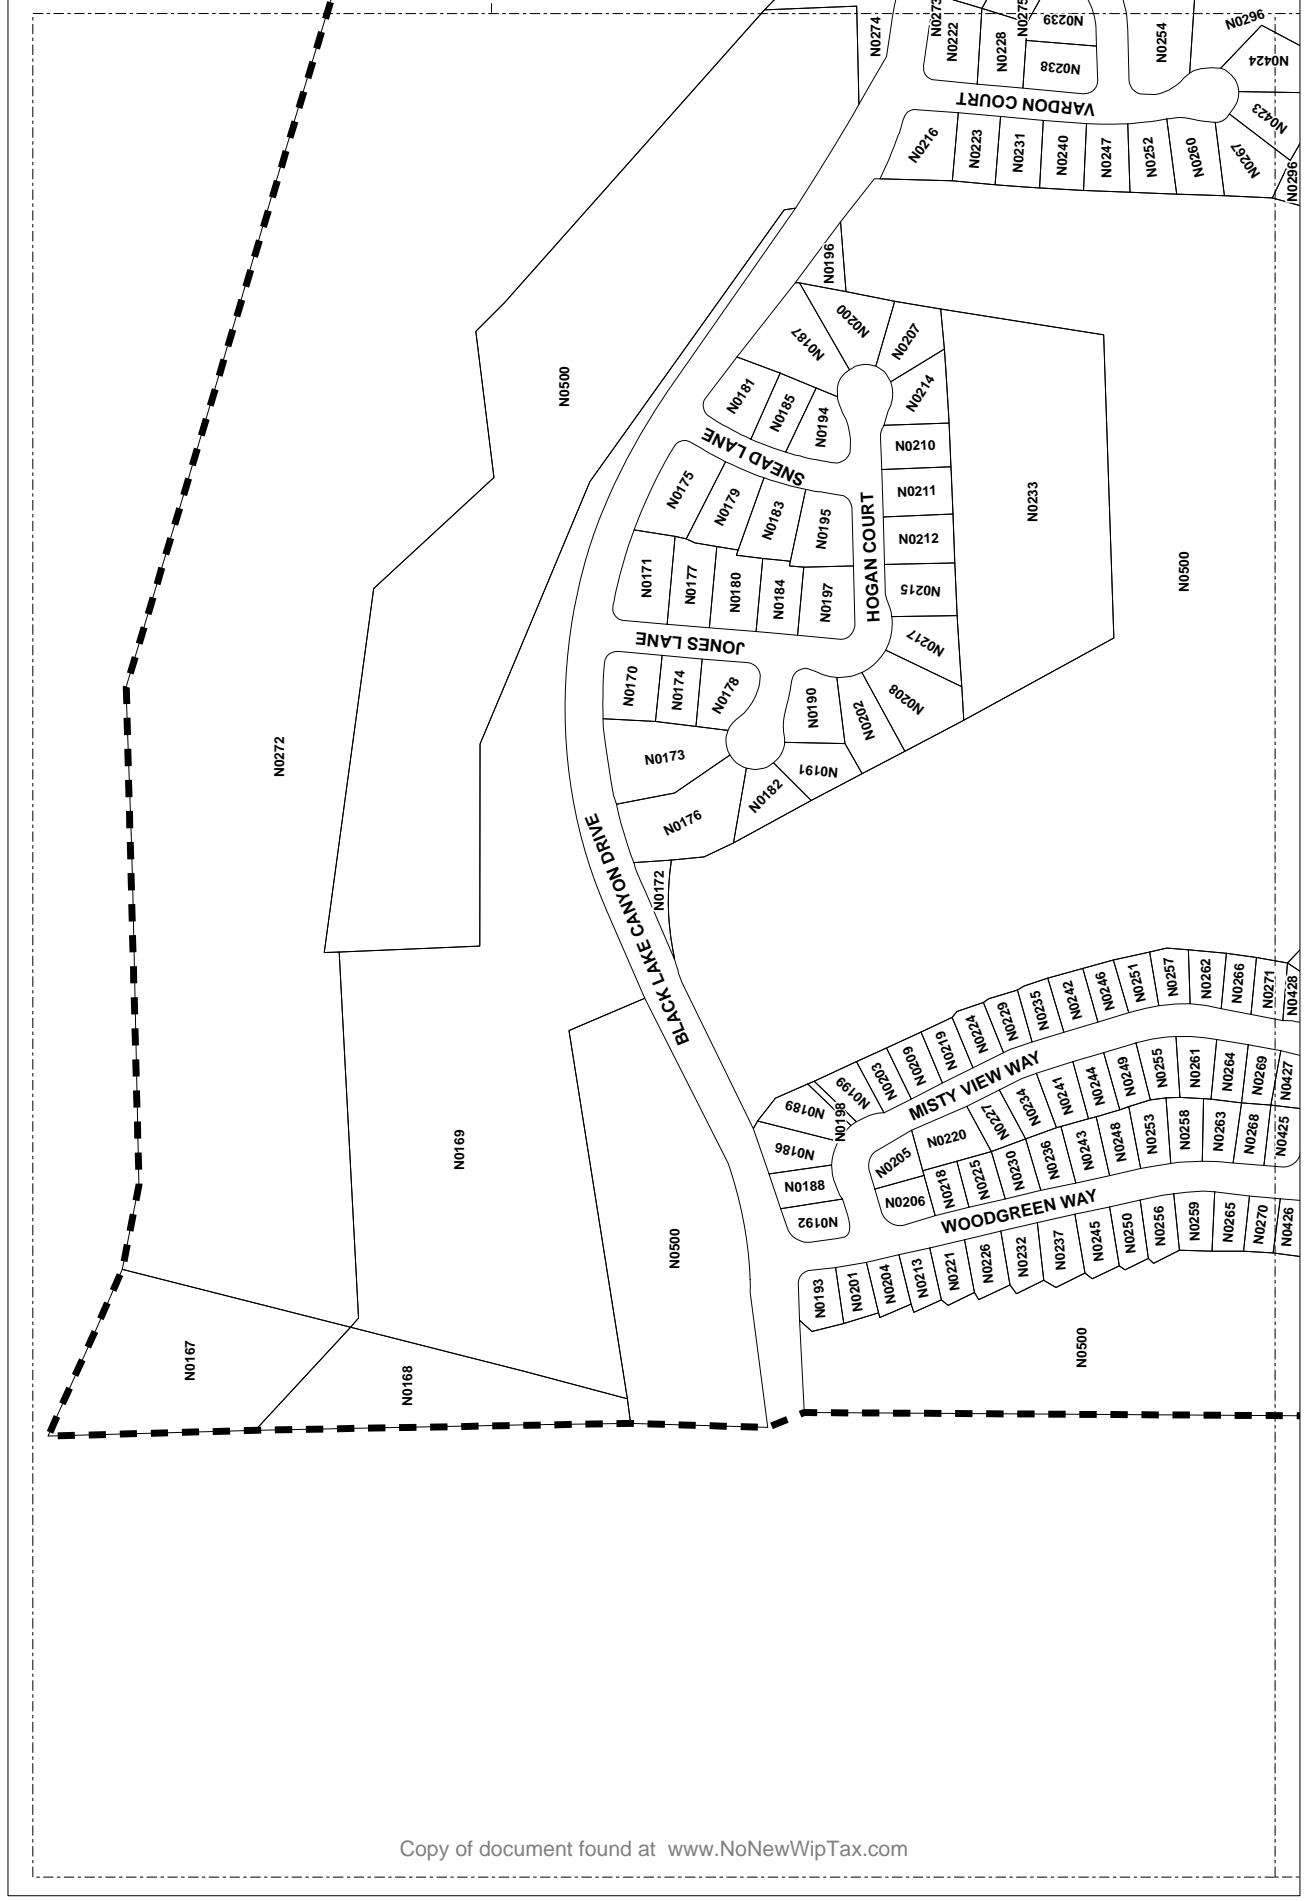 N0274
N0273
N0222
N0228
N0275
N0239
N0238
N0254
N0296
N0424
N0423
VARDON COURT
N0216
N0223
N0231
N0240
N0247
N0252
N0260
N0267
N0296
N0196
N0200
N0187
N0207
N0181
N0185
N0194
N0214
N0210
N0211
N0212
N0215
N0217
N0208
N0233
N0500
N0500
SNEAD LANE
N0175
N0179
N0183
N0195
HOGAN COURT
N0171
N0177
N0180
N0184
N0197
JONES LANE
N0170
N0174
N0178
N0190
N0202
N0173
N0191
N0182
N0176
N0172
N0272
BLACK LAKE CANYON DRIVE
N0169
N0500
N0167
N0168
N0189
N0199
N0203
N0209
N0219
N0224
N0229
N0235
N0242
N0246
N0251
N0257
N0262
N0266
N0271
N0428
N0198
MISTY VIEW WAY
N0186
N0188
N0192
N0205
N0206
N0220
N0227
N0234
N0241
N0244
N0249
N0255
N0261
N0264
N0269
N0427
N0218
N0225
N0230
N0236
N0243
N0248
N0253
N0258
N0263
N0268
N0425
WOODGREEN WAY
N0193
N0201
N0204
N0213
N0221
N0226
N0232
N0237
N0245
N0250
N0256
N0259
N0265
N0270
N0426
N0500
Copy of document found at www.NoNewWipTax.com